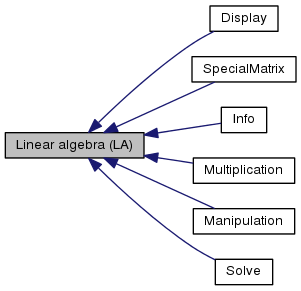 Display
SpecialMatrix
Info
Linear algebra (LA)
Multiplication
Manipulation
Solve